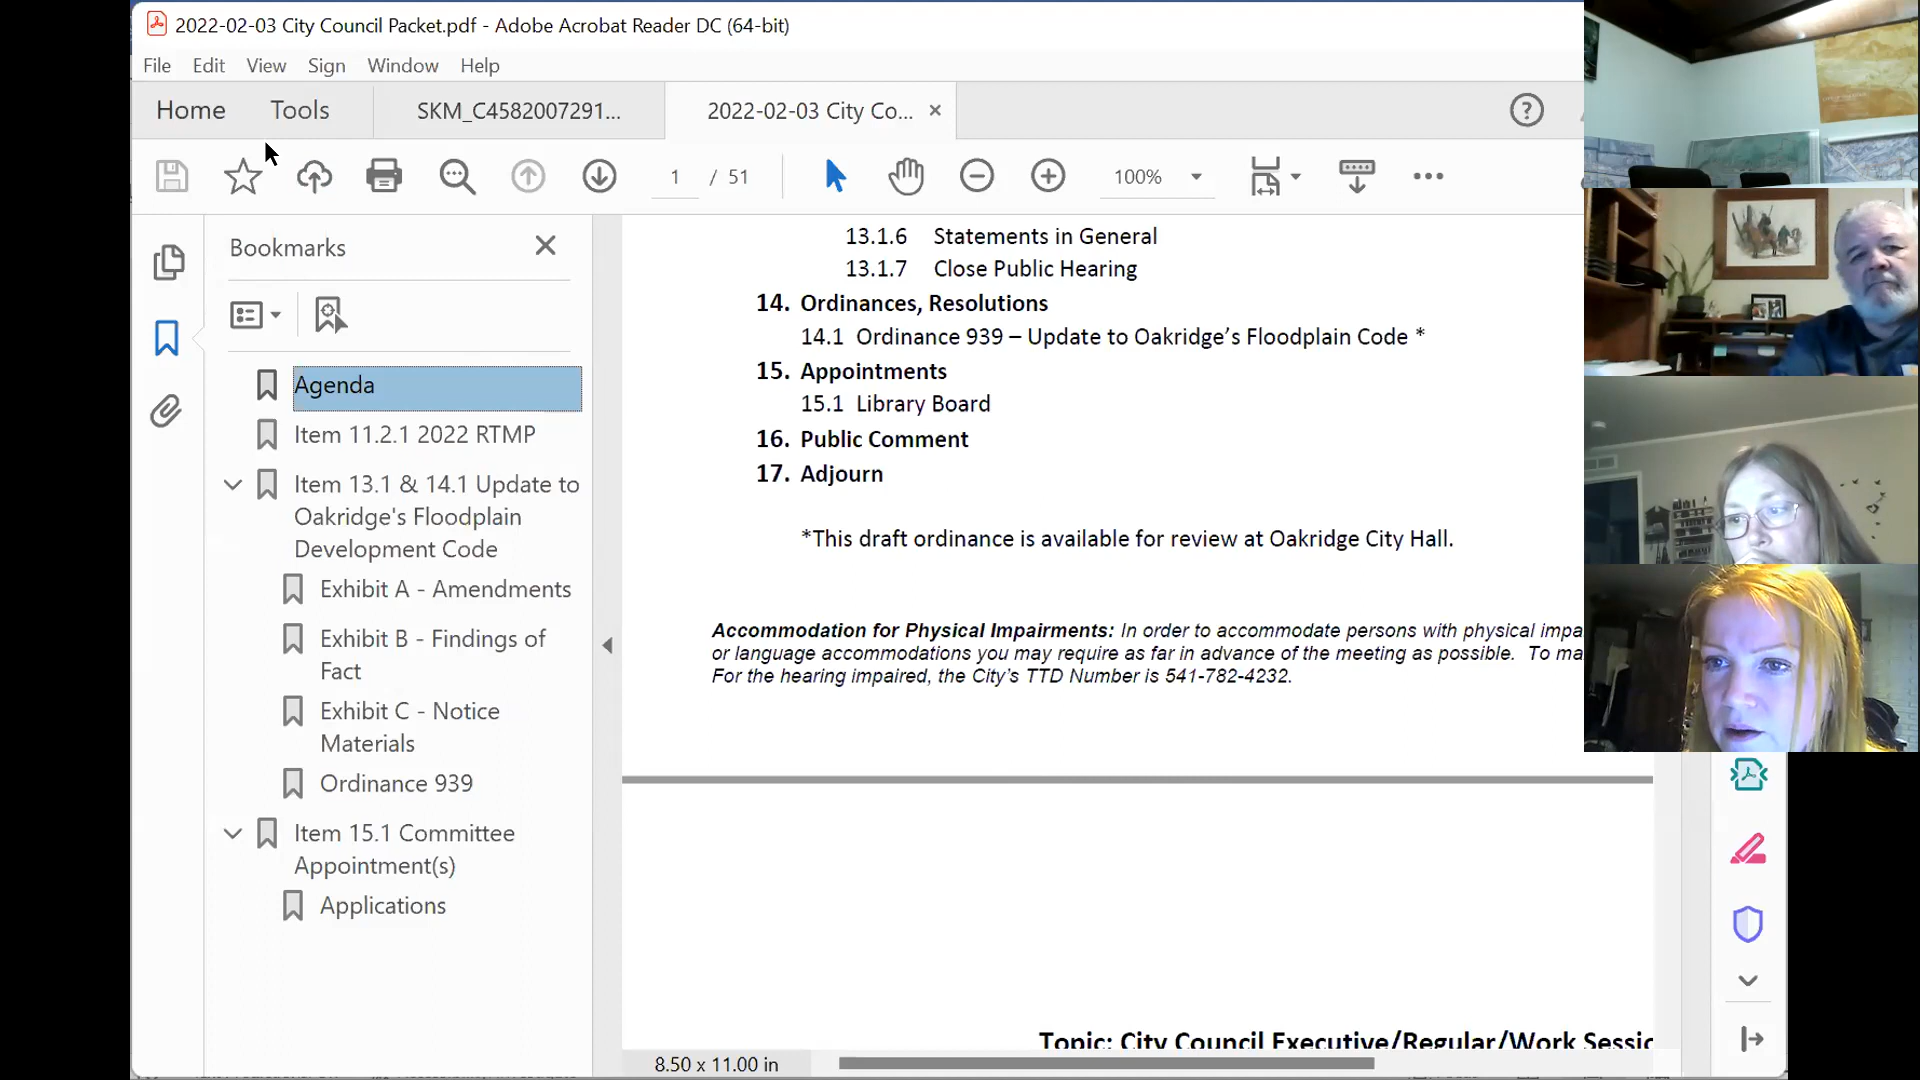 2022-02-03 City Council Packet.pdf - Adobe Acrobat Reader DC (64-bit)
File Edit View Sign Window Help
Home Tools SKM_C4582007291... 2022-02-03 City Co...
1 / 51 100%
Bookmarks
Agenda
Item 11.2.1 2022 RTMP
Item 13.1 & 14.1 Update to
Oakridge's Floodplain
Development Code
Exhibit A - Amendments
Exhibit B - Findings of
Fact
Exhibit C - Notice
Materials
Ordinance 939
Item 15.1 Committee
Appointment(s)
Applications
13.1.6 Statements in General
13.1.7 Close Public Hearing
14. Ordinances, Resolutions
14.1 Ordinance 939 – Update to Oakridge’s Floodplain Code *
15. Appointments
15.1 Library Board
16. Public Comment
17. Adjourn
*This draft ordinance is available for review at Oakridge City Hall.
Accommodation for Physical Impairments: In order to accommodate persons with physical impa
or language accommodations you may require as far in advance of the meeting as possible. To ma
For the hearing impaired, the City’s TTD Number is 541-782-4232.
Topic: City Council Executive/Regular/Work Sessio
8.50 x 11.00 in